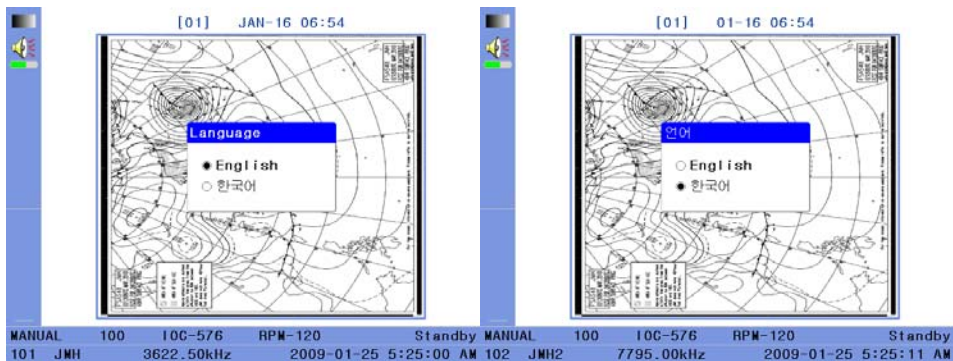 [01] JAN-16 06:54
Language
English
한국어
MANUAL 100 IOC-576 RPM-120 Standby
101 JMH 3622.50kHz 2009-01-25 5:25:00 AM
[01] 01-16 06:54
언어
English
한국어
MANUAL 100 IOC-576 RPM-120 Standby
102 JMH2 7795.00kHz 2009-01-25 5:25:11 AM